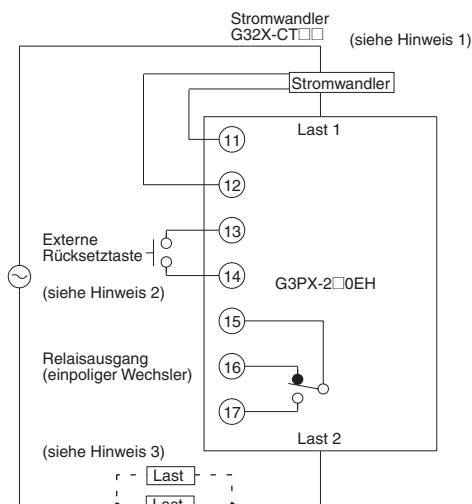 Stromwandler
G32X-CT□□
(siehe Hinweis 1)
Stromwandler
Last 1
11
12
13
Externe
Rücksetztaste
14
G3PX-2□0EH
(siehe Hinweis 2)
15
Relaisausgang
(einpoliger Wechsler)
16
17
Last 2
(siehe Hinweis 3)
Last
Last